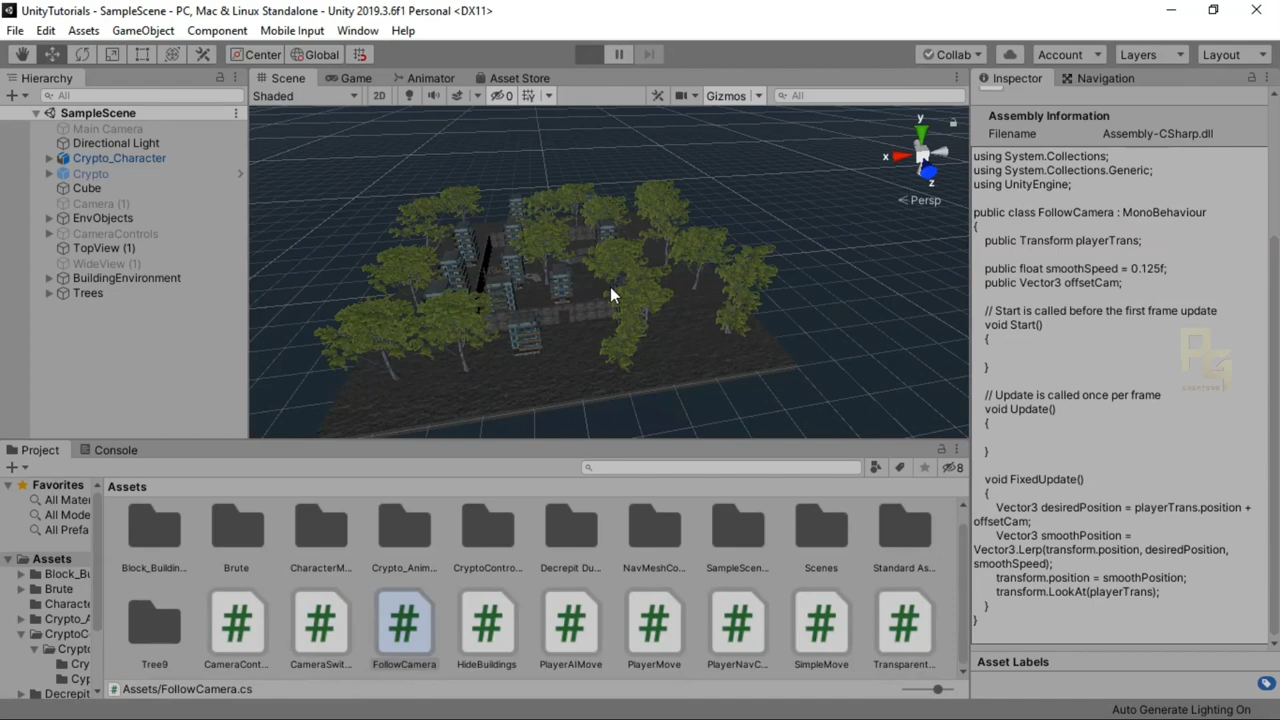 UnityTutorials - SampleScene - PC, Mac & Linux Standalone - Unity 2019.3.6f1 Personal <DX11>
File Edit Assets GameObject Component Mobile Input Window Help
Center Global Collab Account Layers Layout
Hierarchy
All
SampleScene
Main Camera
Directional Light
Crypto_Character
Crypto
Cube
Camera (1)
EnvObjects
CameraControls
TopView (1)
WideView (1)
BuildingEnvironment
Trees
Scene Game Animator Asset Store
Shaded 2D 0 Gizmos All
y
x
z
Persp
Inspector Navigation
Assembly Information
Filename Assembly-CSharp.dll
using System.Collections;
using System.Collections.Generic;
using UnityEngine;
public class FollowCamera : MonoBehaviour
{
public Transform playerTrans;
public float smoothSpeed = 0.125f;
public Vector3 offsetCam;
// Start is called before the first frame update
void Start()
{
}
// Update is called once per frame
void Update()
{
}
void FixedUpdate()
{
Vector3 desiredPosition = playerTrans.position +
offsetCam;
Vector3 smoothPosition =
Vector3.Lerp(transform.position, desiredPosition,
smoothSpeed);
transform.position = smoothPosition;
transform.LookAt(playerTrans);
}
}
Asset Labels
Auto Generate Lighting On
Project Console
8
Favorites
All Mate
All Mode
All Prefa
Assets
Block_Bu
Brute
Characte
Crypto_A
CryptoC
Crypto
Cry
Cyp
Decrepit
Assets
Block_Buildin... Brute CharacterM... Crypto_Anim... CryptoContro... Decrepit Du... NavMeshCo... SampleScen... Scenes Standard As...
Tree9 CameraCont... CameraSwit... FollowCamera HideBuildings PlayerAIMove PlayerMove PlayerNavC... SimpleMove Transparent...
Assets/FollowCamera.cs